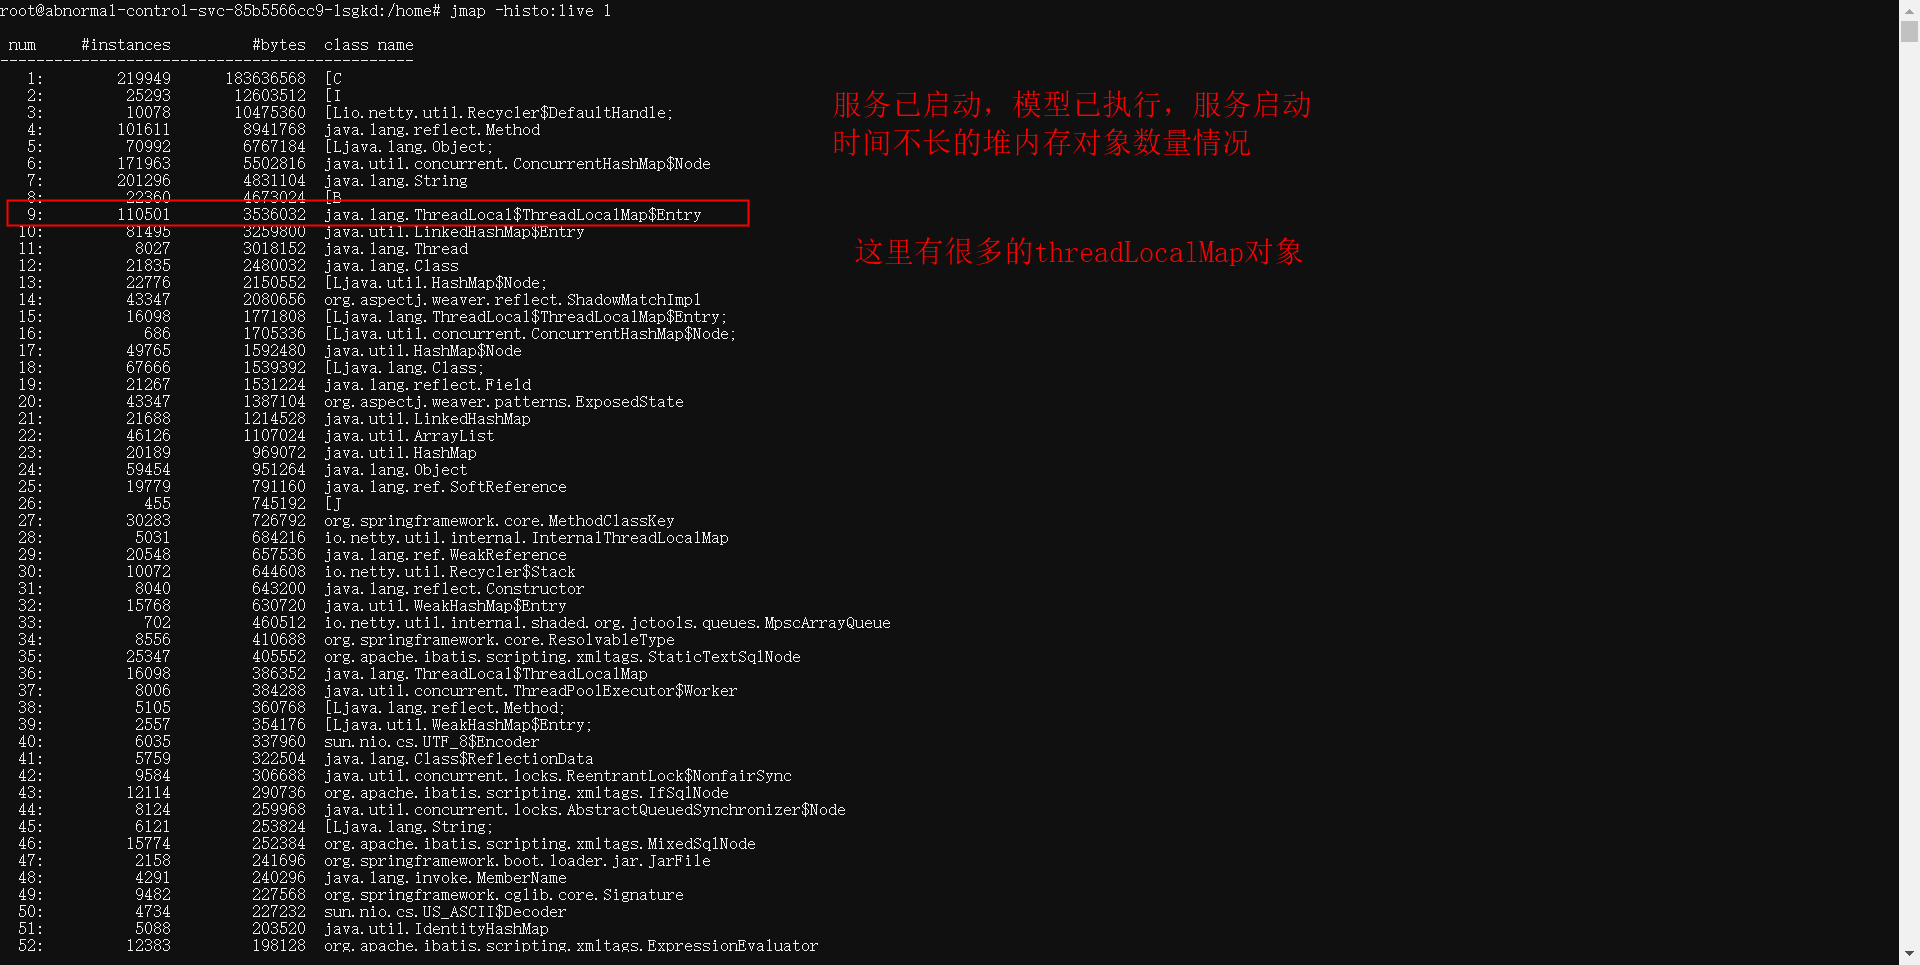 root@abnormal-control-svc-85b5566cc9-lsgkd:/home# jmap -histo:live 1
num #instances #bytes class name
----------------------------------------------
1: 219949 183636568 [C
2: 25293 12603512 [I
3: 10078 10475360 [Lio.netty.util.Recycler$DefaultHandle;
4: 101611 8941768 java.lang.reflect.Method
5: 70992 6767184 [Ljava.lang.Object;
6: 171963 5502816 java.util.concurrent.ConcurrentHashMap$Node
7: 201296 4831104 java.lang.String
8: 22360 4673024 [B
9: 110501 3536032 java.lang.ThreadLocal$ThreadLocalMap$Entry
10: 81495 3259800 java.util.LinkedHashMap$Entry
11: 8027 3018152 java.lang.Thread
12: 21835 2480032 java.lang.Class
13: 22776 2150552 [Ljava.util.HashMap$Node;
14: 43347 2080656 org.aspectj.weaver.reflect.ShadowMatchImpl
15: 16098 1771808 [Ljava.lang.ThreadLocal$ThreadLocalMap$Entry;
16: 686 1705336 [Ljava.util.concurrent.ConcurrentHashMap$Node;
17: 49765 1592480 java.util.HashMap$Node
18: 67666 1539392 [Ljava.lang.Class;
19: 21267 1531224 java.lang.reflect.Field
20: 43347 1387104 org.aspectj.weaver.patterns.ExposedState
21: 21688 1214528 java.util.LinkedHashMap
22: 46126 1107024 java.util.ArrayList
23: 20189 969072 java.util.HashMap
24: 59454 951264 java.lang.Object
25: 19779 791160 java.lang.ref.SoftReference
26: 455 745192 [J
27: 30283 726792 org.springframework.core.MethodClassKey
28: 5031 684216 io.netty.util.internal.InternalThreadLocalMap
29: 20548 657536 java.lang.ref.WeakReference
30: 10072 644608 io.netty.util.Recycler$Stack
31: 8040 643200 java.lang.reflect.Constructor
32: 15768 630720 java.util.WeakHashMap$Entry
33: 702 460512 io.netty.util.internal.shaded.org.jctools.queues.MpscArrayQueue
34: 8556 410688 org.springframework.core.ResolvableType
35: 25347 405552 org.apache.ibatis.scripting.xmltags.StaticTextSqlNode
36: 16098 386352 java.lang.ThreadLocal$ThreadLocalMap
37: 8006 384288 java.util.concurrent.ThreadPoolExecutor$Worker
38: 5105 360768 [Ljava.lang.reflect.Method;
39: 2557 354176 [Ljava.util.WeakHashMap$Entry;
40: 6035 337960 sun.nio.cs.UTF_8$Encoder
41: 5759 322504 java.lang.Class$ReflectionData
42: 9584 306688 java.util.concurrent.locks.ReentrantLock$NonfairSync
43: 12114 290736 org.apache.ibatis.scripting.xmltags.IfSqlNode
44: 8124 259968 java.util.concurrent.locks.AbstractQueuedSynchronizer$Node
45: 6121 253824 [Ljava.lang.String;
46: 15774 252384 org.apache.ibatis.scripting.xmltags.MixedSqlNode
47: 2158 241696 org.springframework.boot.loader.jar.JarFile
48: 4291 240296 java.lang.invoke.MemberName
49: 9482 227568 org.springframework.cglib.core.Signature
50: 4734 227232 sun.nio.cs.US_ASCII$Decoder
51: 5088 203520 java.util.IdentityHashMap
52: 12383 198128 org.apache.ibatis.scripting.xmltags.ExpressionEvaluator
服务已启动，模型已执行，服务启动
时间不长的堆内存对象数量情况
这里有很多的threadLocalMap对象